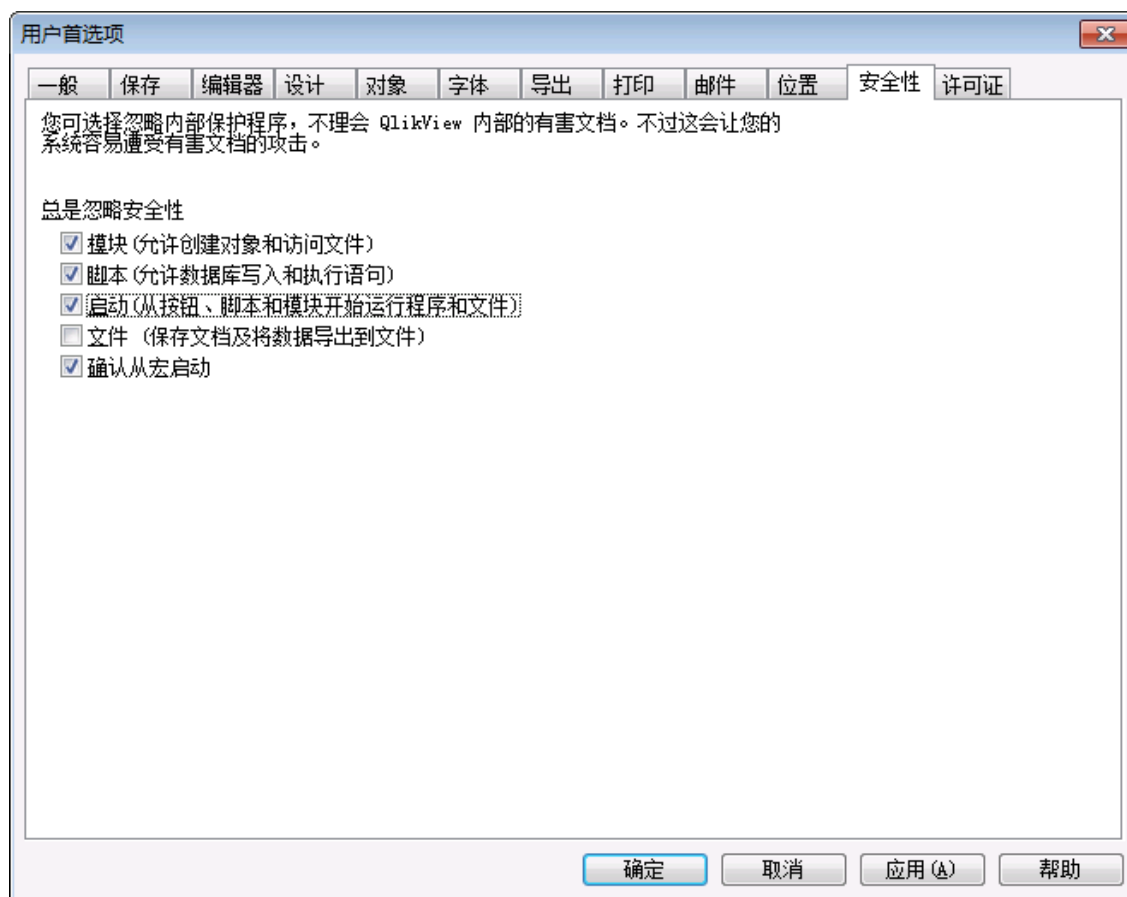 用户首选项
一般 保存 编辑器 设计 对象 字体 导出 打印 邮件 位置 安全性 许可证
您可选择忽略内部保护程序，不理会 QlikView 内部的有害文档。不过这会让您的
系统容易遭受有害文档的攻击。
总是忽略安全性
模块(允许创建对象和访问文件)
脚本(允许数据库写入和执行语句)
启动(从按钮、脚本和模块开始运行程序和文件)
文件 (保存文档及将数据导出到文件)
确认从宏启动
确定 取消 应用(A) 帮助